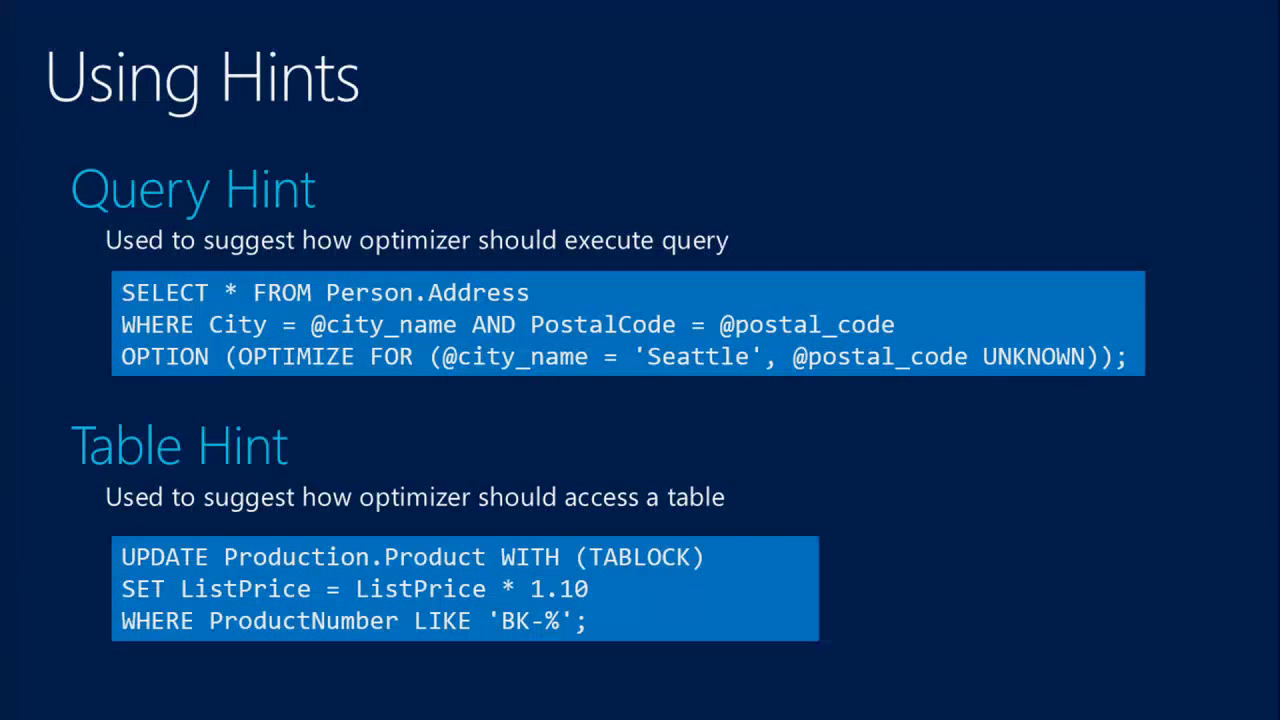 Using Hints
Query Hint
Used to suggest how optimizer should execute query
SELECT * FROM Person.Address
WHERE City = @city_name AND PostalCode = @postal_code
OPTION (OPTIMIZE FOR (@city_name = 'Seattle', @postal_code UNKNOWN));
Table Hint
Used to suggest how optimizer should access a table
UPDATE Production.Product WITH (TABLOCK)
SET ListPrice = ListPrice * 1.10
WHERE ProductNumber LIKE 'BK-%';